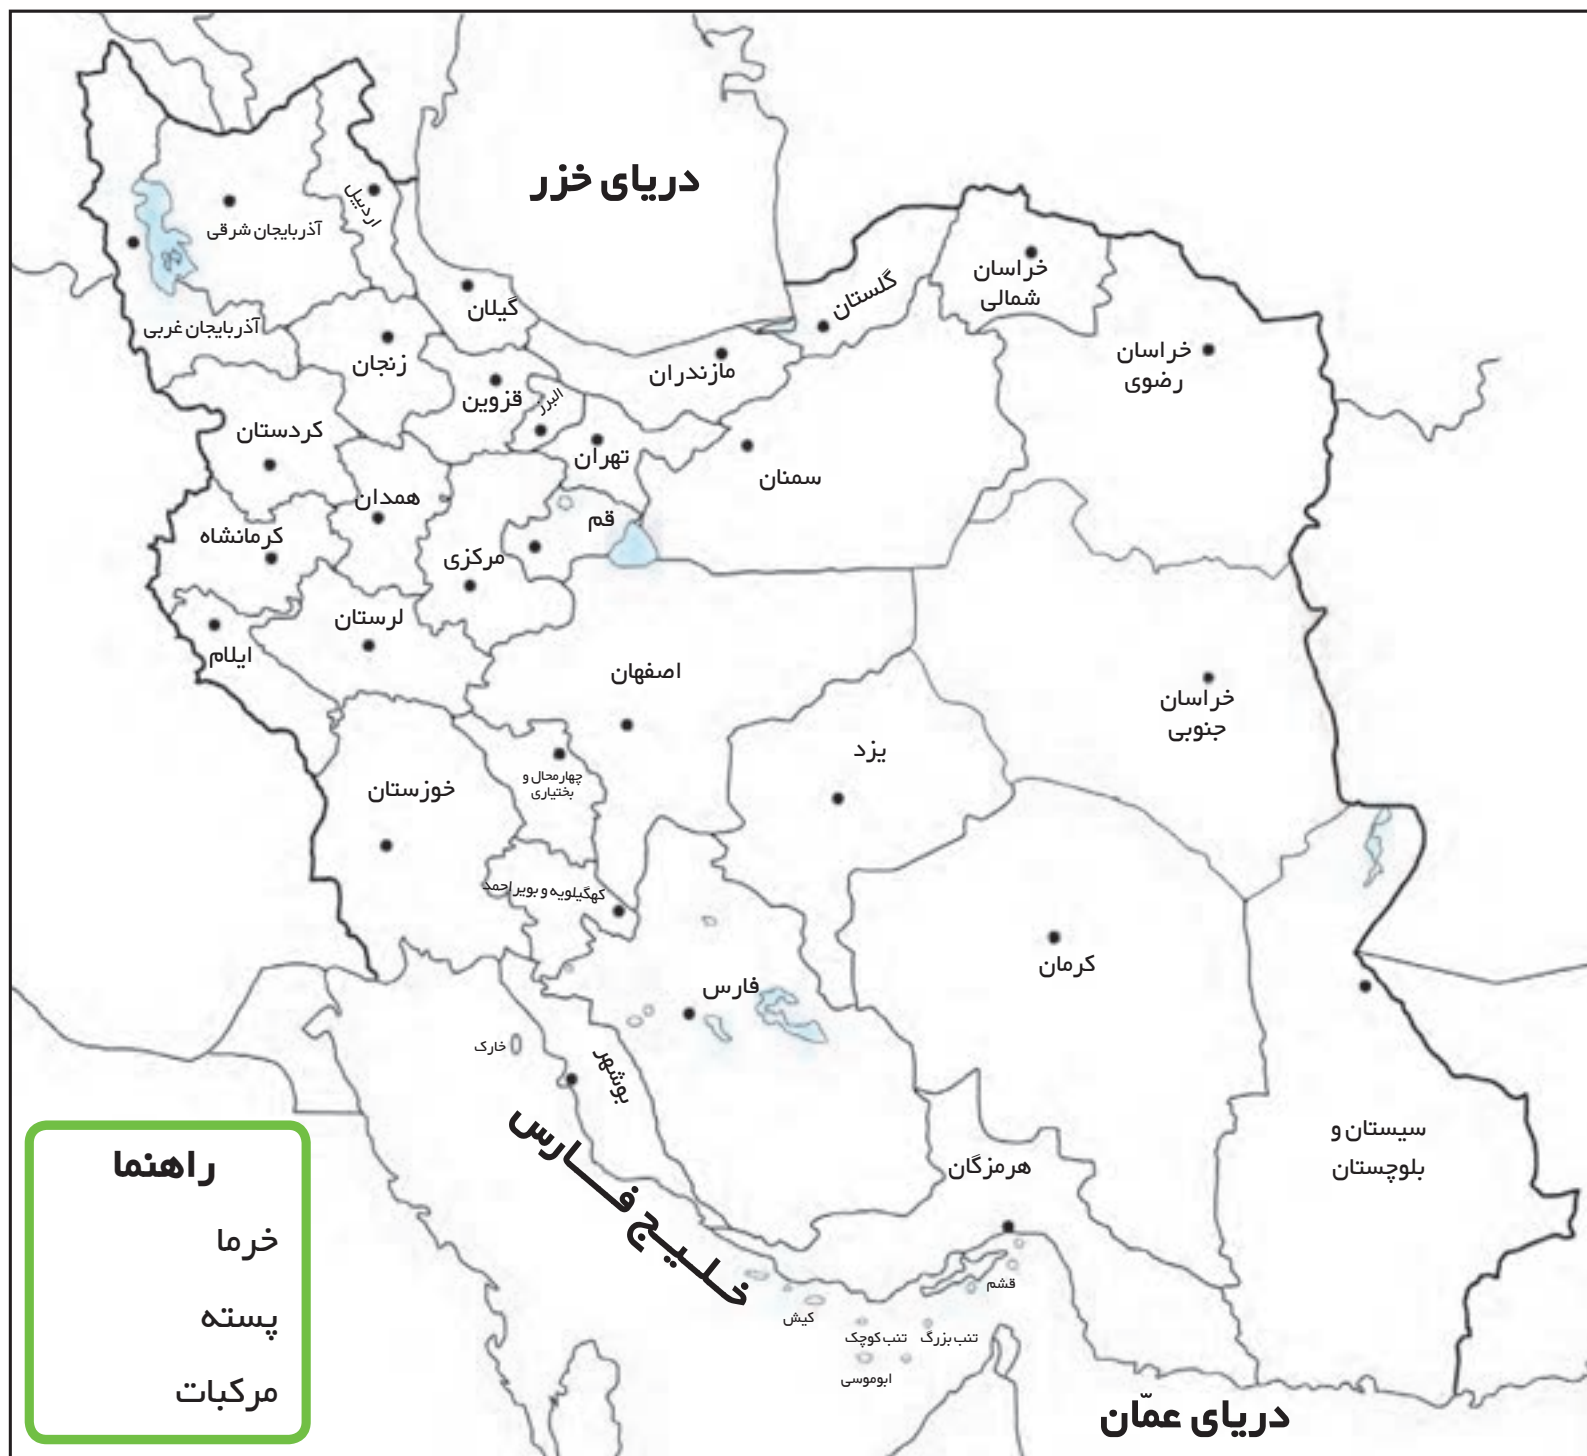 دریای خزر
اردبیل
آذربایجان شرقی
گیلان
گلستان
خراسان
شمالی
آذربایجان غربی
زنجان
مازندران
خراسان
رضوی
قزوین
البرز
کردستان
تهران
سمنان
همدان
قم
کرمانشاه
مرکزی
لرستان
ایلام
اصفهان
خراسان
جنوبی
یزد
خوزستان
چهارمحال و
بختیاری
کهگیلویه و بویراحمد
کرمان
فارس
خارک
بوشهر
خلیج فارس
سیستان و
بلوچستان
هرمزگان
قشم
کیش
تنب کوچک
تنب بزرگ
ابوموسی
دریای عمّان
راهنما
خرما
پسته
مرکبات